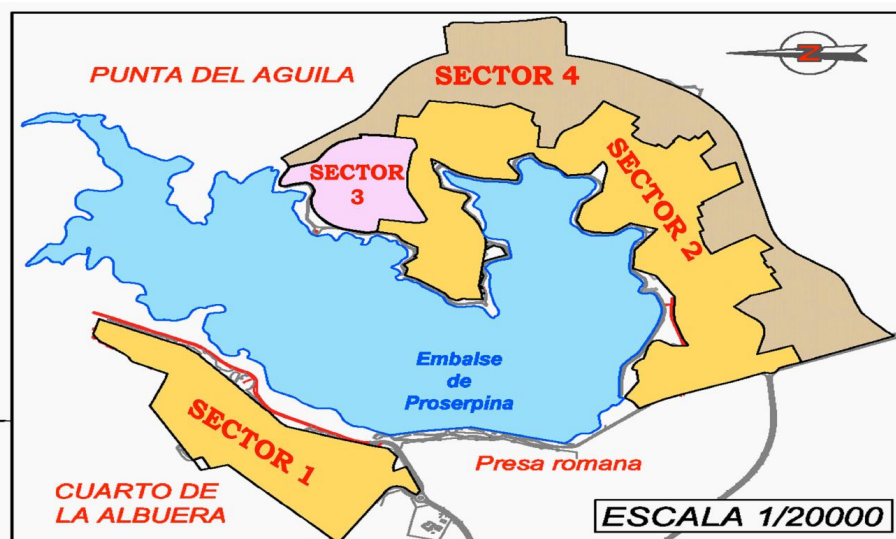 PUNTA DEL AGUILA
SECTOR 4
N
SECTOR
3
SECTOR 2
Embalse
de
Proserpina
SECTOR 1
Presa romana
CUARTO DE
LA ALBUERA
ESCALA 1/20000